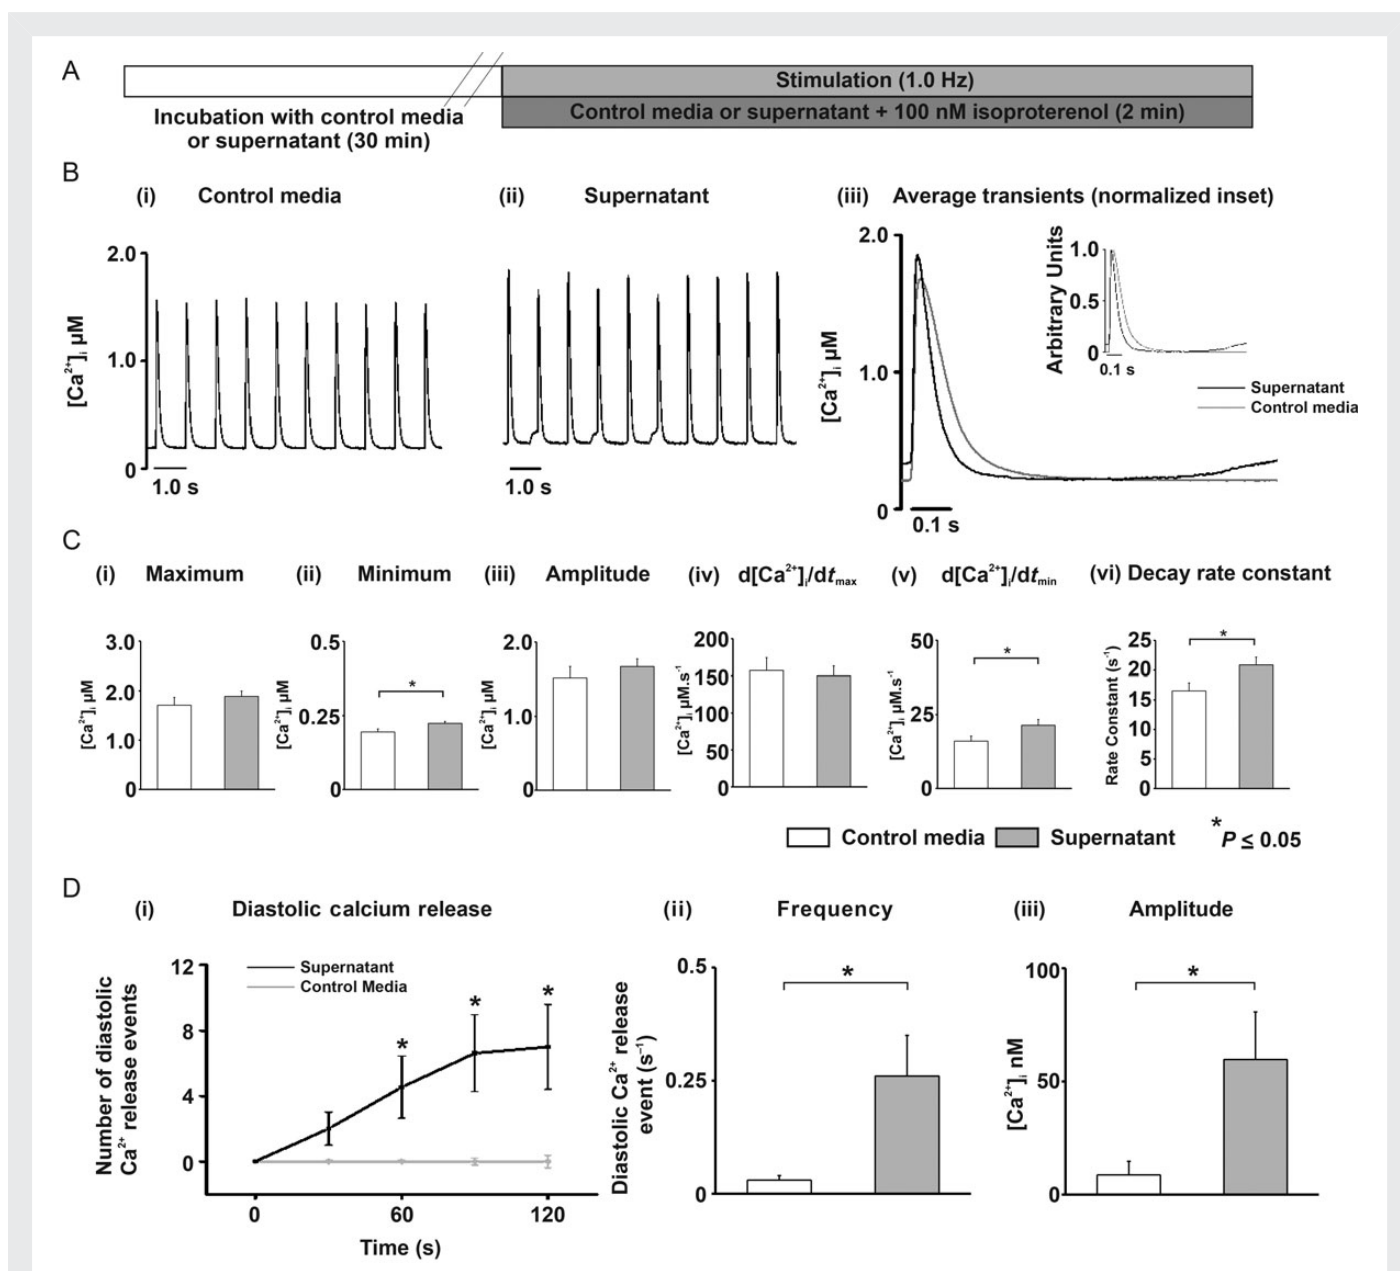 A
Stimulation (1.0 Hz)
Incubation with control media
or supernatant (30 min)
Control media or supernatant + 100 nM isoproterenol (2 min)
B
(i) Control media
(ii) Supernatant
(iii) Average transients (normalized inset)
2.0
1.0
0
[Ca²⁺]ᵢ µM
1.0 s
1.0 s
2.0
1.0
0
[Ca²⁺]ᵢ µM
0.1 s
Arbitrary Units
1.0
0.5
0
0.1 s
Supernatant
Control media
C
(i) Maximum
(ii) Minimum
(iii) Amplitude
(iv) d[Ca²⁺]ᵢ/dtmax
(v) d[Ca²⁺]ᵢ/dtmin
(vi) Decay rate constant
[Ca²⁺]ᵢ µM
3.0
2.0
1.0
0
[Ca²⁺]ᵢ µM
0.5
0.25
0
*
[Ca²⁺]ᵢ µM
2.0
1.0
0
[Ca²⁺]ᵢ µM.s⁻¹
200
150
100
50
0
[Ca²⁺]ᵢ µM.s⁻¹
50
25
0
*
Rate Constant (s⁻¹)
25
20
15
10
5
0
*
Control media
Supernatant
*P ≤ 0.05
D
(i) Diastolic calcium release
(ii) Frequency
(iii) Amplitude
Number of diastolic
Ca²⁺ release events
12
8
4
0
Supernatant
Control Media
*
*
*
0
60
120
Time (s)
Diastolic Ca²⁺ release
event (s⁻¹)
0.5
0.25
0
*
[Ca²⁺]ᵢ nM
100
50
0
*